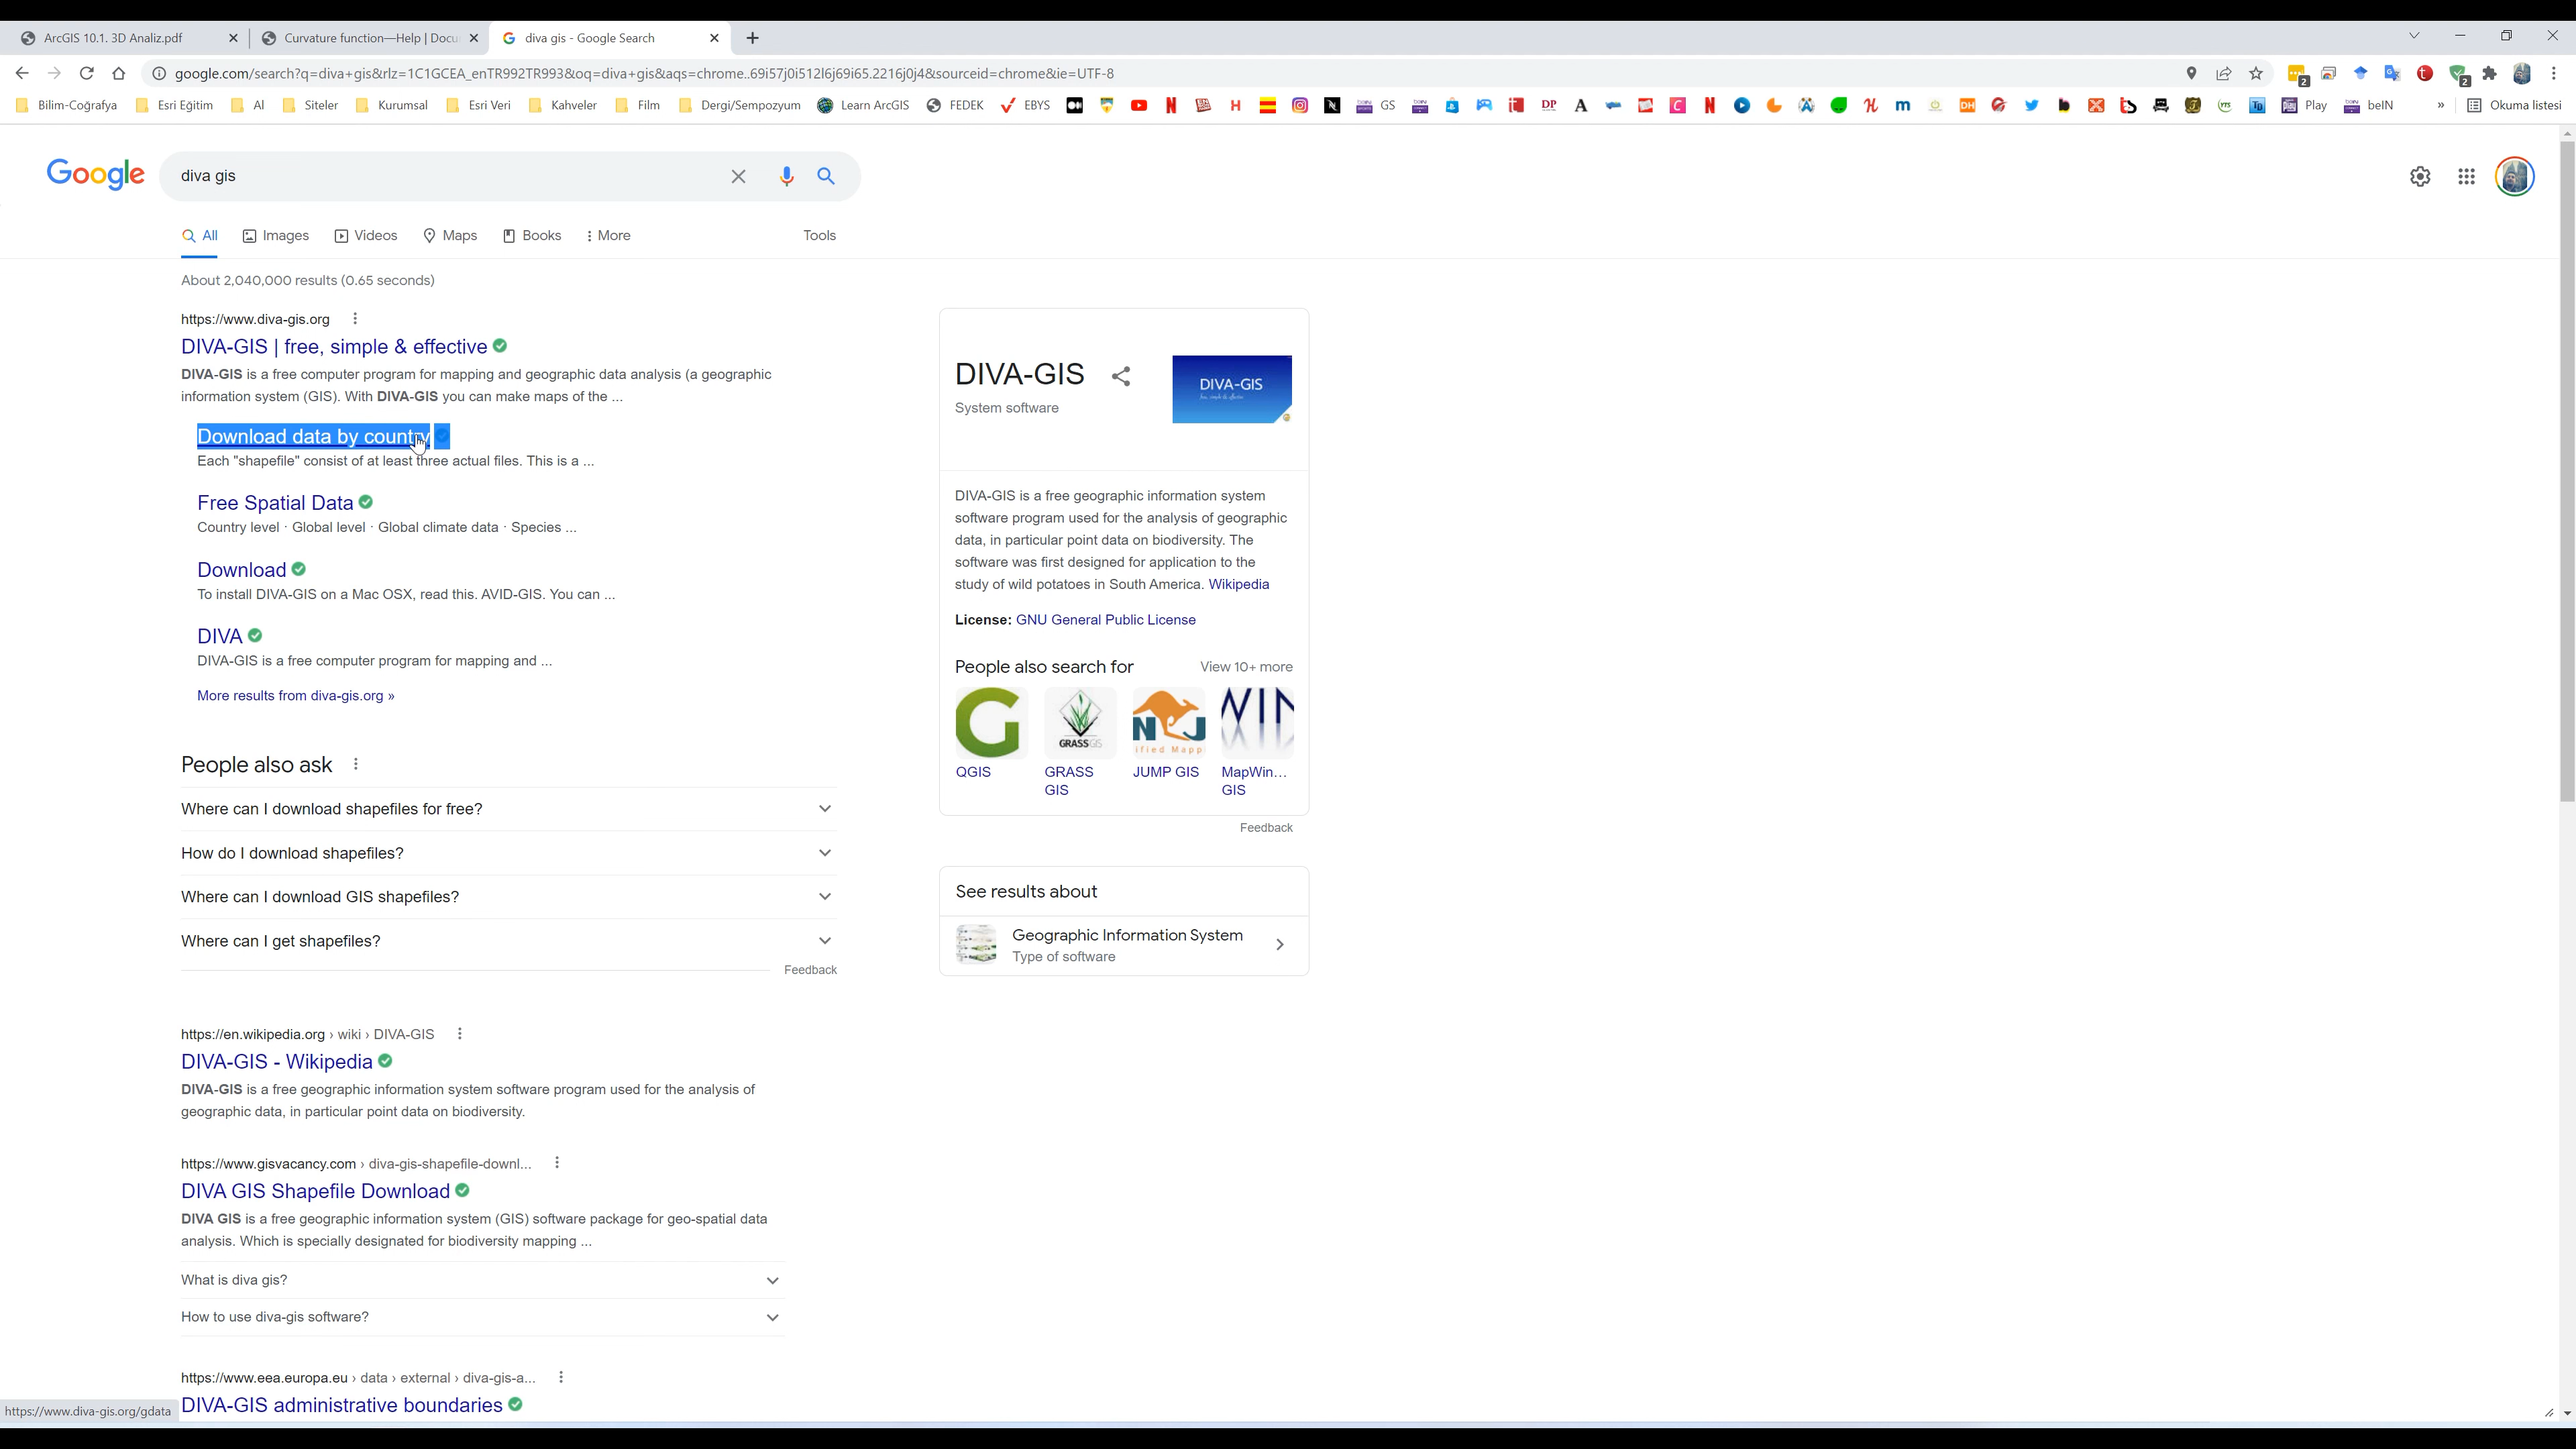 ArcGIS 10.1. 3D Analiz.pdf
Curvature function—Help | Docu
diva gis - Google Search
google.com/search?q=diva+gis&rlz=1C1GCEA_enTR992TR993&oq=diva+gis&aqs=chrome..69i57j0i512l6j69i65.2216j0j4&sourceid=chrome&ie=UTF-8
Bilim-Coğrafya Esri Eğitim AI Siteler Kurumsal Esri Veri Kahveler Film Dergi/Sempozyum Learn ArcGIS FEDEK EBYS GS Play beIN » Okuma listesi
Google
diva gis
All Images Videos Maps Books More Tools
About 2,040,000 results (0.65 seconds)
https://www.diva-gis.org
DIVA-GIS | free, simple & effective
DIVA-GIS is a free computer program for mapping and geographic data analysis (a geographic
information system (GIS). With DIVA-GIS you can make maps of the ...
Download data by country
Each "shapefile" consist of at least three actual files. This is a ...
Free Spatial Data
Country level · Global level · Global climate data · Species ...
Download
To install DIVA-GIS on a Mac OSX, read this. AVID-GIS. You can ...
DIVA
DIVA-GIS is a free computer program for mapping and ...
More results from diva-gis.org »
People also ask
Where can I download shapefiles for free?
How do I download shapefiles?
Where can I download GIS shapefiles?
Where can I get shapefiles?
Feedback
https://en.wikipedia.org › wiki › DIVA-GIS
DIVA-GIS - Wikipedia
DIVA-GIS is a free geographic information system software program used for the analysis of
geographic data, in particular point data on biodiversity.
https://www.gisvacancy.com › diva-gis-shapefile-downl...
DIVA GIS Shapefile Download
DIVA GIS is a free geographic information system (GIS) software package for geo-spatial data
analysis. Which is specially designated for biodiversity mapping ...
What is diva gis?
How to use diva-gis software?
https://www.eea.europa.eu › data › external › diva-gis-a...
DIVA-GIS administrative boundaries
https://www.diva-gis.org/gdata
DIVA-GIS
System software
DIVA-GIS
DIVA-GIS is a free geographic information system
software program used for the analysis of geographic
data, in particular point data on biodiversity. The
software was first designed for application to the
study of wild potatoes in South America. Wikipedia
License: GNU General Public License
People also search for
View 10+ more
GRASS GIS
QGIS
GRASS
GIS
JUMP GIS
MapWin...
GIS
Feedback
See results about
Geographic Information System
Type of software